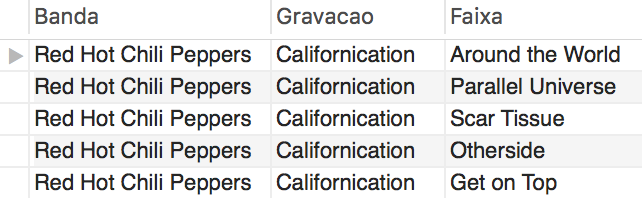 Banda Gravacao Faixa
Red Hot Chili Peppers Californication Around the World
Red Hot Chili Peppers Californication Parallel Universe
Red Hot Chili Peppers Californication Scar Tissue
Red Hot Chili Peppers Californication Otherside
Red Hot Chili Peppers Californication Get on Top